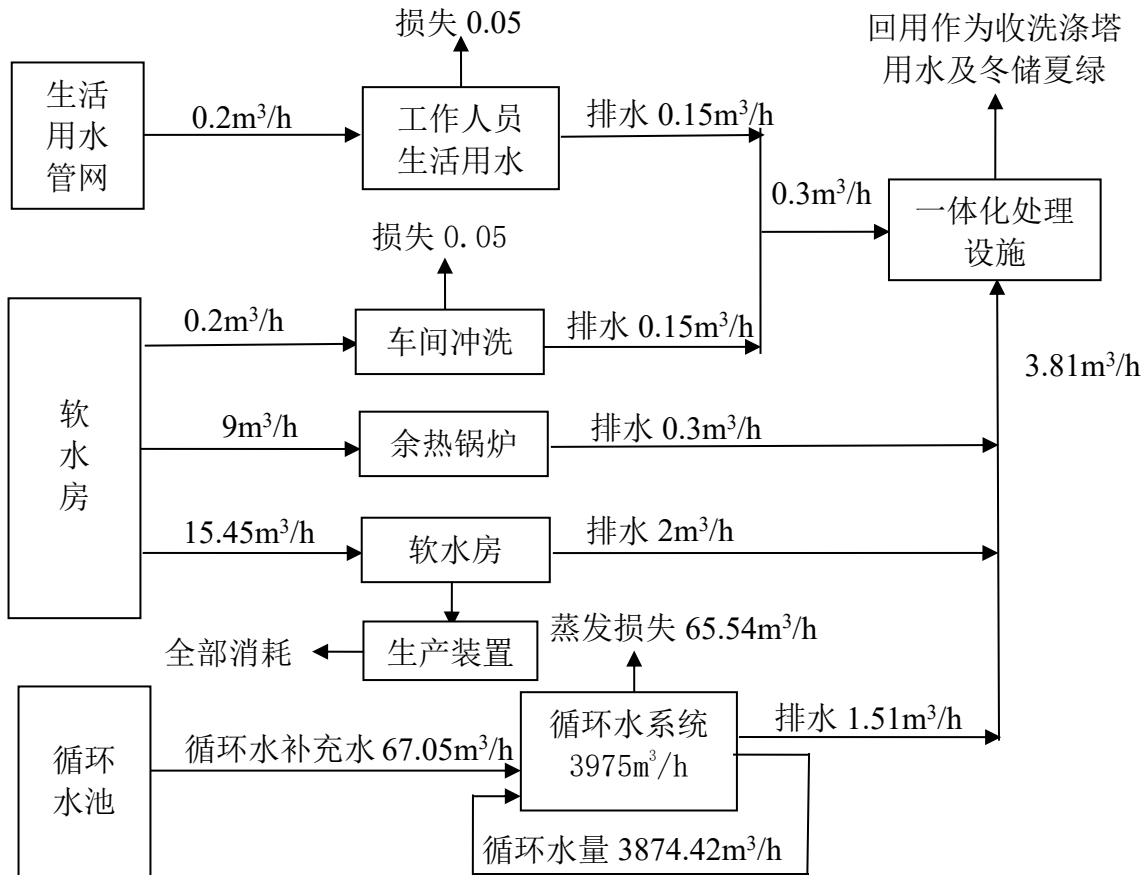 损失 0.05
回用作为收洗涤塔
用水及冬储夏绿
生活
用水
管网
0.2m³/h
工作人员
生活用水
排水 0.15m³/h
0.3m³/h
一体化处理
设施
损失 0.05
软
水
房
0.2m³/h
车间冲洗
排水 0.15m³/h
3.81m³/h
9m³/h
余热锅炉
排水 0.3m³/h
15.45m³/h
软水房
排水 2m³/h
全部消耗
生产装置
蒸发损失 65.54m³/h
循环
水池
循环水补充水 67.05m³/h
循环水系统
3975m³/h
排水 1.51m³/h
循环水量 3874.42m³/h